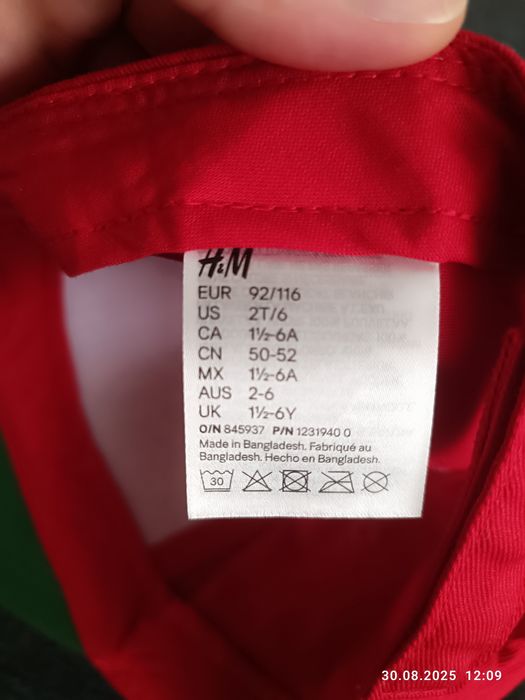 H&M
EUR 92/116
US 2T/6
CA 1½-6A
CN 50-52
MX 1½-6A
AUS 2-6
UK 1½-6Y
O/N 845937 P/N 1231940 0
Made in Bangladesh. Fabriqué au
Bangladesh. Hecho en Bangladesh.
30
30.08.2025 12:09